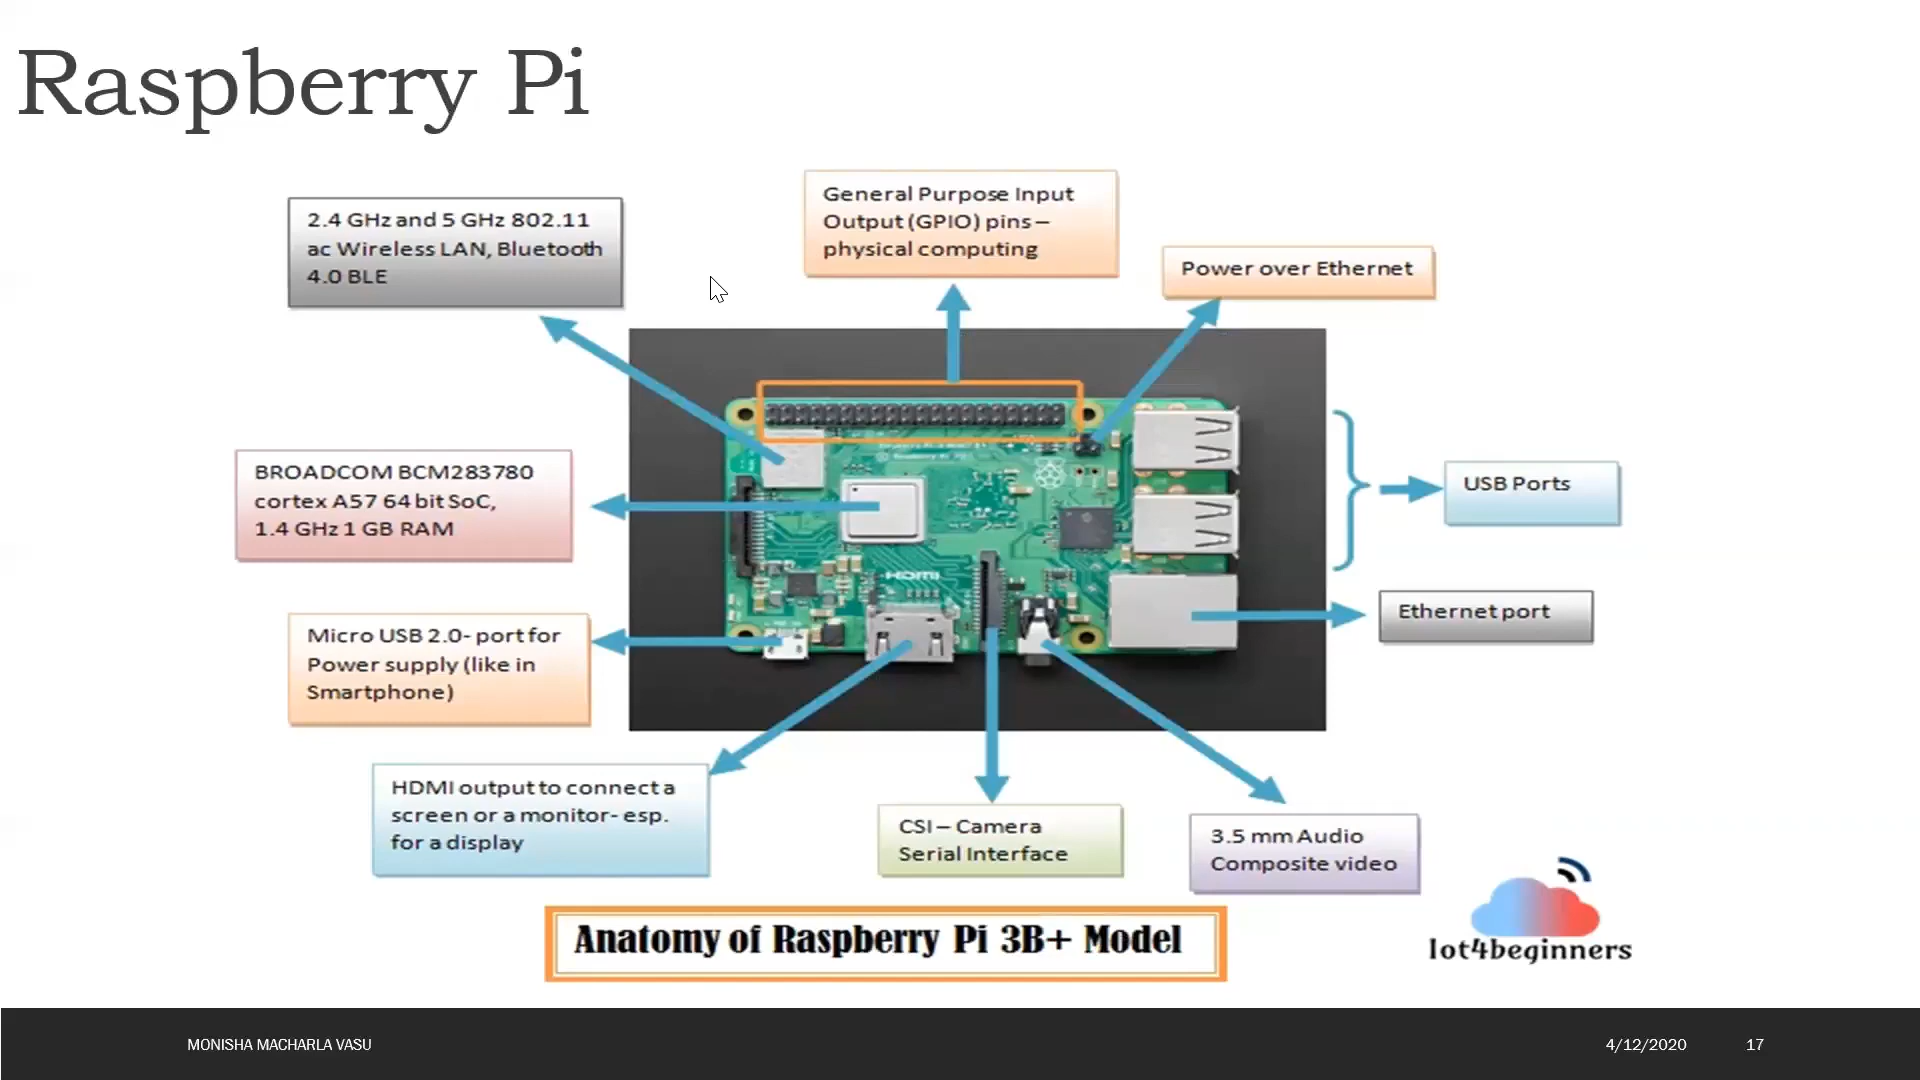 Raspberry Pi
2.4 GHz and 5 GHz 802.11
ac Wireless LAN, Bluetooth
4.0 BLE
General Purpose Input
Output (GPIO) pins –
physical computing
Power over Ethernet
BROADCOM BCM283780
cortex A57 64 bit SoC,
1.4 GHz 1 GB RAM
USB Ports
HDMI
Ethernet port
Micro USB 2.0- port for
Power supply (like in
Smartphone)
HDMI output to connect a
screen or a monitor- esp.
for a display
CSI – Camera
Serial Interface
3.5 mm Audio
Composite video
Anatomy of Raspberry Pi 3B+ Model
Iot4beginners
MONISHA MACHARLA VASU
4/12/2020
17